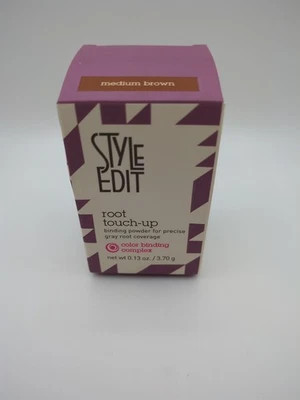 medium brown
STYLE
EDIT
root
touch-up
binding powder for precise
gray root coverage
color binding
complex
net wt 0.13 oz. / 3.70 g